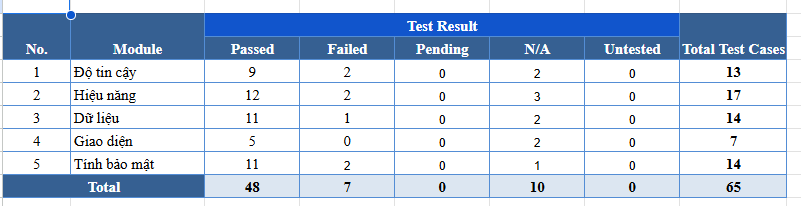 Test Result
No. Module Passed Failed Pending N/A Untested Total Test Cases
1 Độ tin cậy 9 2 0 2 0 13
2 Hiệu năng 12 2 0 3 0 17
3 Dữ liệu 11 1 0 2 0 14
4 Giao diện 5 0 0 2 0 7
5 Tính bảo mật 11 2 0 1 0 14
Total 48 7 0 10 0 65